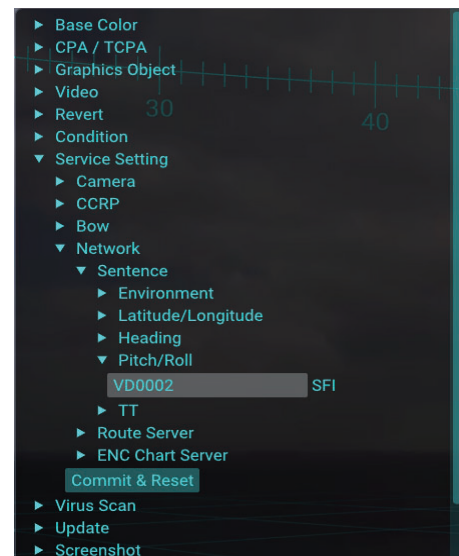 Base Color
CPA / TCPA
Graphics Object
Video
30
Revert
40
Condition
Service Setting
Camera
CCRP
Bow
Network
Sentence
Environment
Latitude/Longitude
Heading
Pitch/Roll
VD0002 SFI
TT
Route Server
ENC Chart Server
Commit & Reset
Virus Scan
Update
Screenshot